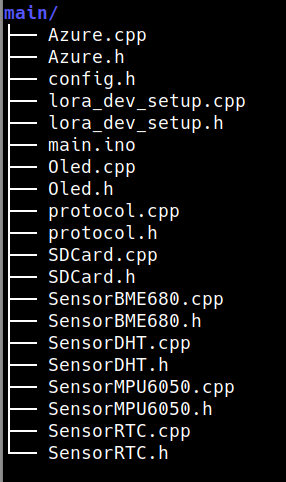 main/
├── Azure.cpp
├── Azure.h
├── config.h
├── lora_dev_setup.cpp
├── lora_dev_setup.h
├── main.ino
├── Oled.cpp
├── Oled.h
├── protocol.cpp
├── protocol.h
├── SDCard.cpp
├── SDCard.h
├── SensorBME680.cpp
├── SensorBME680.h
├── SensorDHT.cpp
├── SensorDHT.h
├── SensorMPU6050.cpp
├── SensorMPU6050.h
├── SensorRTC.cpp
└── SensorRTC.h